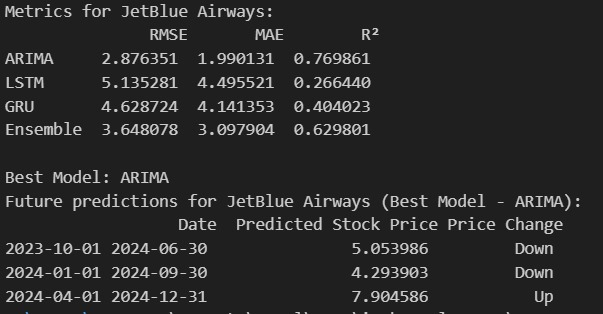 Metrics for JetBlue Airways:
RMSE MAE R²
ARIMA 2.876351 1.990131 0.769861
LSTM 5.135281 4.495521 0.266440
GRU 4.628724 4.141353 0.404023
Ensemble 3.648078 3.097904 0.629801
Best Model: ARIMA
Future predictions for JetBlue Airways (Best Model - ARIMA):
Date Predicted Stock Price Price Change
2023-10-01 2024-06-30 5.053986 Down
2024-01-01 2024-09-30 4.293903 Down
2024-04-01 2024-12-31 7.904586 Up